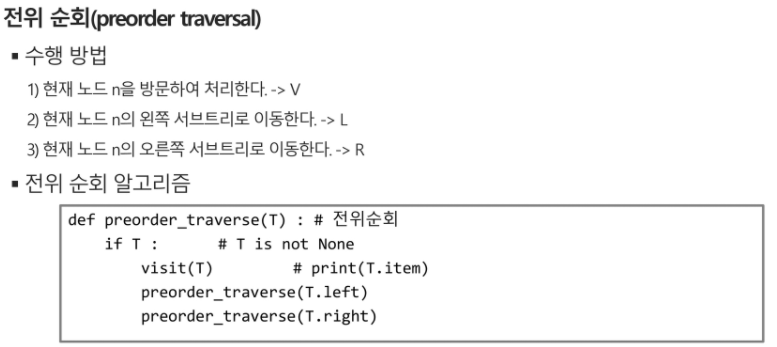 전위 순회(preorder traversal)
▪ 수행 방법
1) 현재 노드 n을 방문하여 처리한다. -> V
2) 현재 노드 n의 왼쪽 서브트리로 이동한다. -> L
3) 현재 노드 n의 오른쪽 서브트리로 이동한다. -> R
▪ 전위 순회 알고리즘
def preorder_traverse(T) : # 전위순회
    if T :      # T is not None
        visit(T)        # print(T.item)
        preorder_traverse(T.left)
        preorder_traverse(T.right)